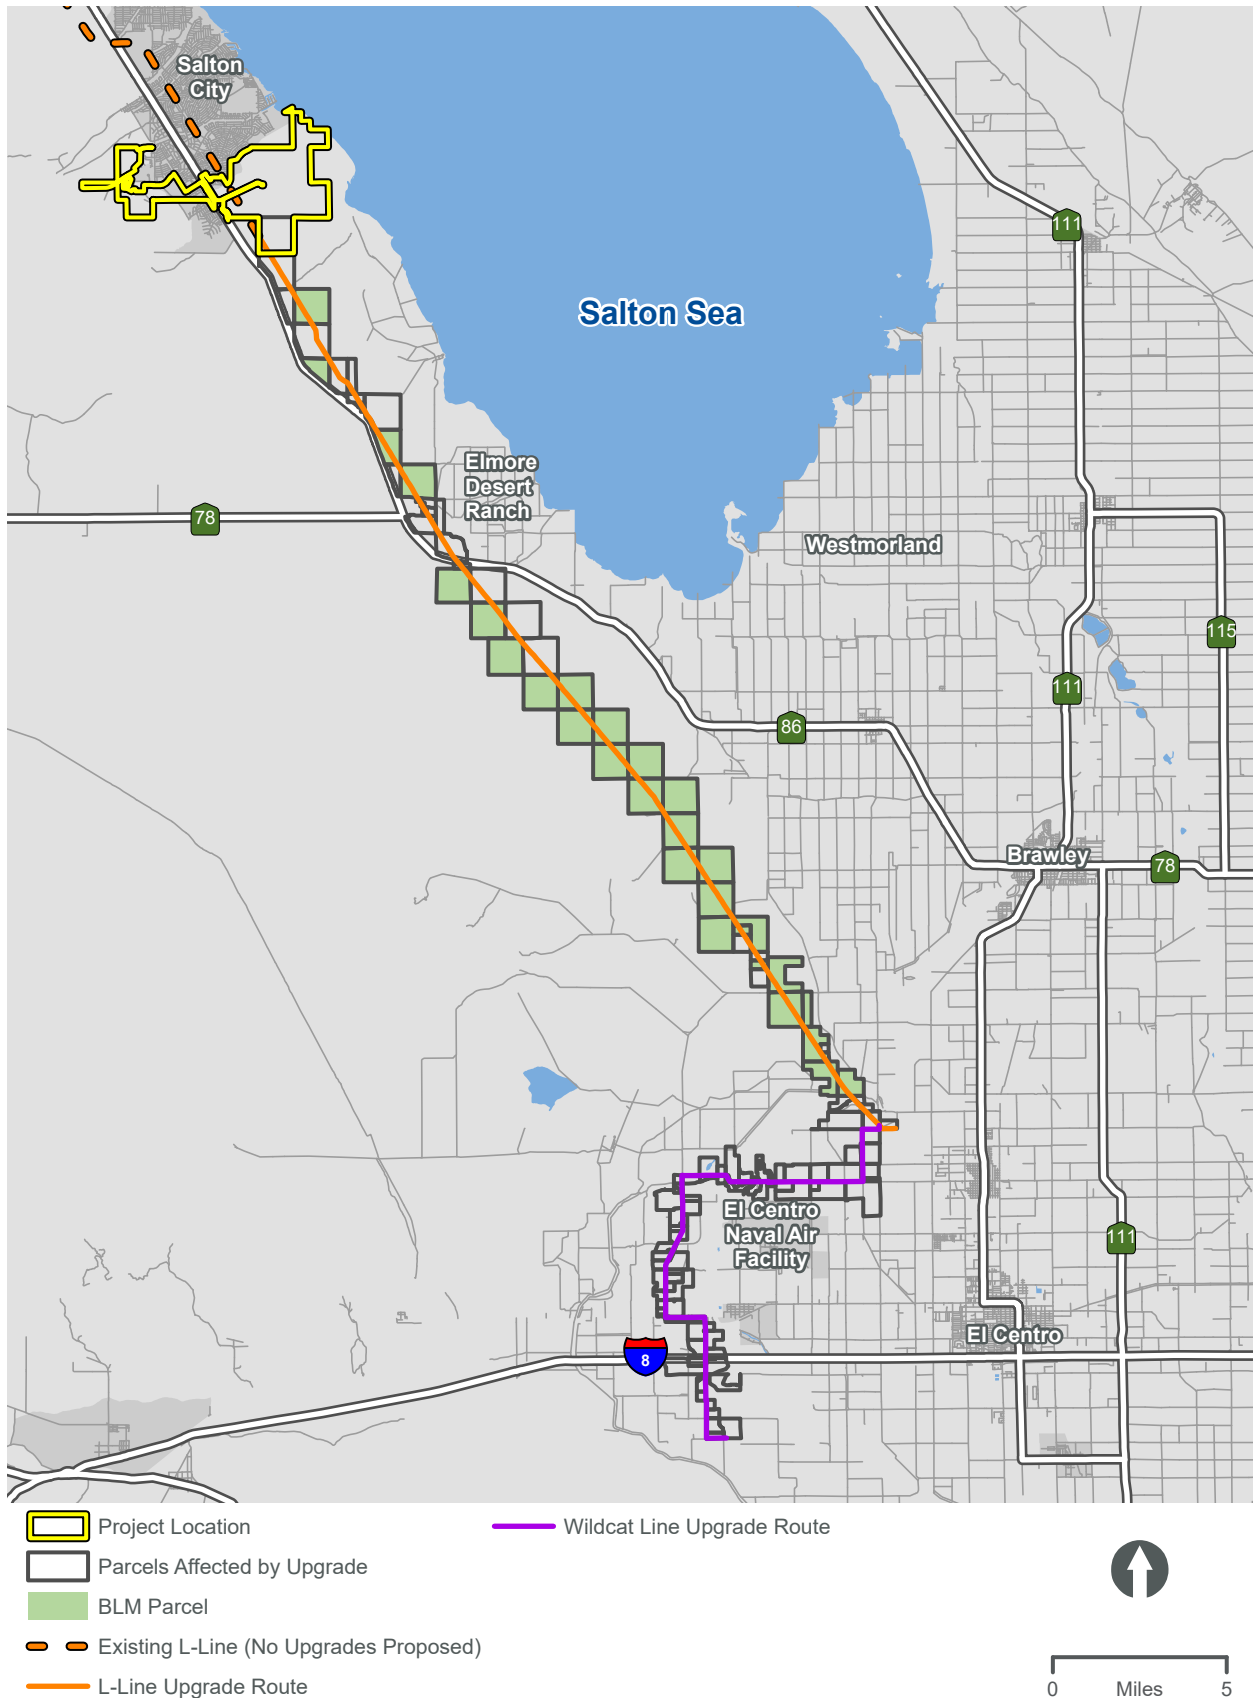 Salton
City
111
Salton Sea
Elmore
Desert
Ranch
78
Westmorland
115
111
86
Brawley
78
El Centro
Naval Air
Facility
111
El Centro
8
Project Location
Wildcat Line Upgrade Route
Parcels Affected by Upgrade
BLM Parcel
Existing L-Line (No Upgrades Proposed)
L-Line Upgrade Route
0 Miles 5